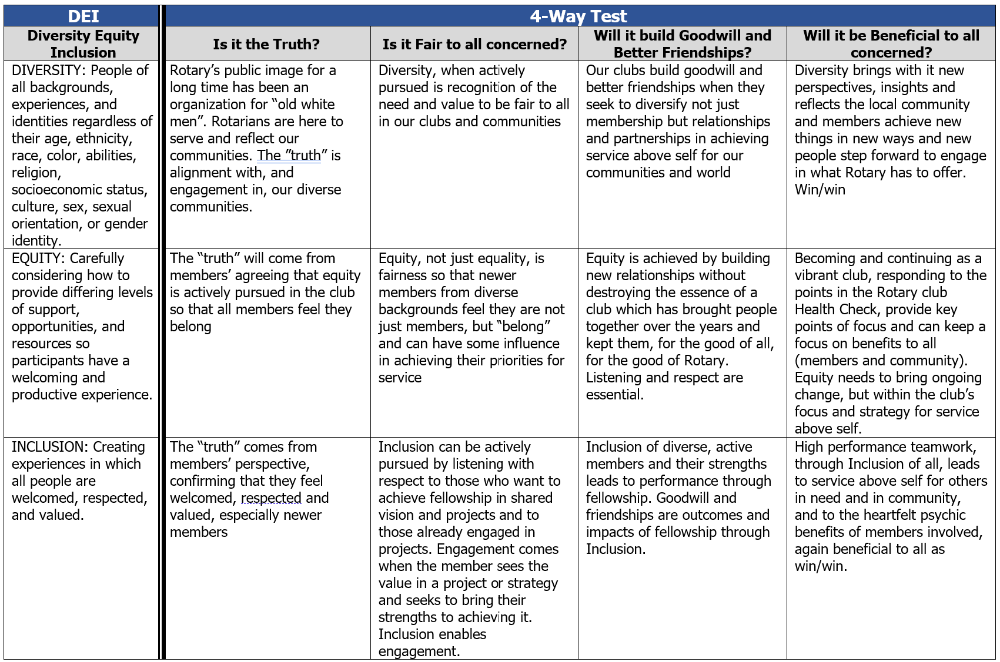 DEI
4-Way Test
Diversity Equity
Inclusion
Is it the Truth?
Is it Fair to all concerned?
Will it build Goodwill and
Better Friendships?
Will it be Beneficial to all
concerned?
DIVERSITY: People of
all backgrounds,
experiences, and
identities regardless of
their age, ethnicity,
race, color, abilities,
religion,
socioeconomic status,
culture, sex, sexual
orientation, or gender
identity.
Rotary’s public image for a
long time has been an
organization for “old white
men”. Rotarians are here to
serve and reflect our
communities. The ”truth” is
alignment with, and
engagement in, our diverse
communities.
Diversity, when actively
pursued is recognition of the
need and value to be fair to all
in our clubs and communities
Our clubs build goodwill and
better friendships when they
seek to diversify not just
membership but relationships
and partnerships in achieving
service above self for our
communities and world
Diversity brings with it new
perspectives, insights and
reflects the local community
and members achieve new
things in new ways and new
people step forward to engage
in what Rotary has to offer.
Win/win
EQUITY: Carefully
considering how to
provide differing levels
of support,
opportunities, and
resources so
participants have a
welcoming and
productive experience.
The “truth” will come from
members’ agreeing that equity
is actively pursued in the club
so that all members feel they
belong
Equity, not just equality, is
fairness so that newer
members from diverse
backgrounds feel they are not
just members, but “belong”
and can have some influence
in achieving their priorities for
service
Equity is achieved by building
new relationships without
destroying the essence of a
club which has brought people
together over the years and
kept them, for the good of all,
for the good of Rotary.
Listening and respect are
essential.
Becoming and continuing as a
vibrant club, responding to the
points in the Rotary club
Health Check, provide key
points of focus and can keep a
focus on benefits to all
(members and community).
Equity needs to bring ongoing
change, but within the club’s
focus and strategy for service
above self.
INCLUSION: Creating
experiences in which
all people are
welcomed, respected,
and valued.
The “truth” comes from
members’ perspective,
confirming that they feel
welcomed, respected and
valued, especially newer
members
Inclusion can be actively
pursued by listening with
respect to those who want to
achieve fellowship in shared
vision and projects and to
those already engaged in
projects. Engagement comes
when the member sees the
value in a project or strategy
and seeks to bring their
strengths to achieving it.
Inclusion enables
engagement.
Inclusion of diverse, active
members and their strengths
leads to performance through
fellowship. Goodwill and
friendships are outcomes and
impacts of fellowship through
Inclusion.
High performance teamwork,
through Inclusion of all, leads
to service above self for others
in need and in community,
and to the heartfelt psychic
benefits of members involved,
again beneficial to all as
win/win.